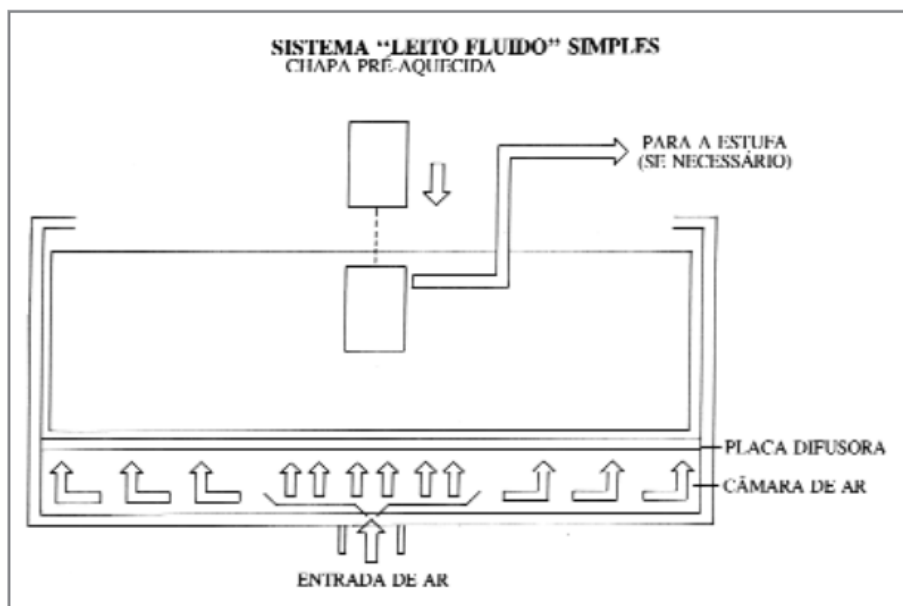 SISTEMA “LEITO FLUIDO” SIMPLES
CHAPA PRÉ-AQUECIDA
PARA A ESTUFA
(SE NECESSÁRIO)
PLACA DIFUSORA
CÂMARA DE AR
ENTRADA DE AR